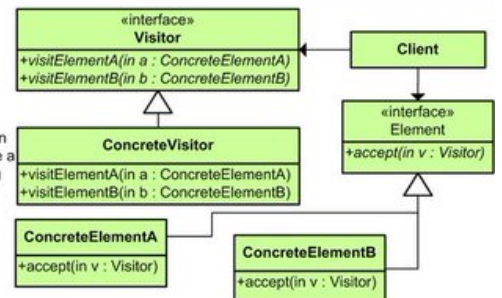 «interface»
Visitor
+visitElementA(in a : ConcreteElementA)
+visitElementB(in b : ConcreteElementB)
Client
«interface»
Element
+accept(in v : Visitor)
ConcreteVisitor
+visitElementA(in a : ConcreteElementA)
+visitElementB(in b : ConcreteElementB)
ConcreteElementA
+accept(in v : Visitor)
ConcreteElementB
+accept(in v : Visitor)